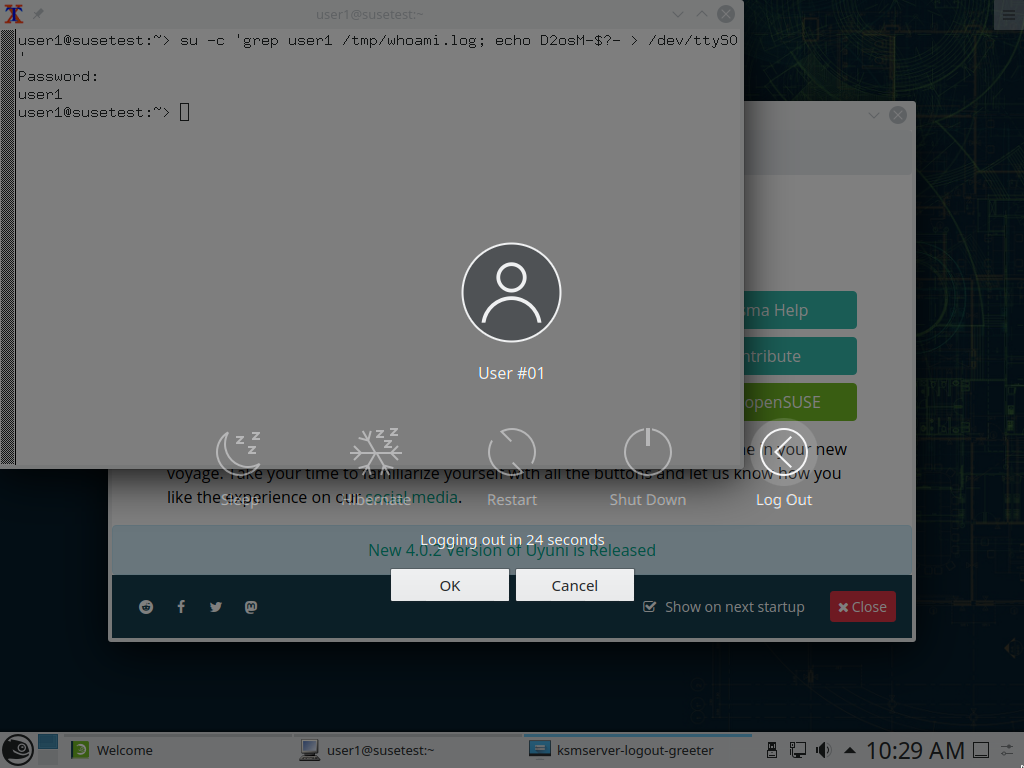 user1@susetest:~
user1@susetest:~> su -c 'grep user1 /tmp/whoami.log; echo D2osM-$?- > /dev/ttyS0
'
Password:
user1
user1@susetest:~>
sma Help
ntribute
openSUSE
User #01
e in your new
voyage. Take your time to familiarize yourself with all the buttons and let us know how you
like the experience on our social media.
Sleep
Hibernate
Restart
Shut Down
Log Out
Logging out in 24 seconds
New 4.0.2 Version of Uyuni is Released
OK
Cancel
Show on next startup
Close
Welcome
user1@susetest:~
ksmserver-logout-greeter
10:29 AM